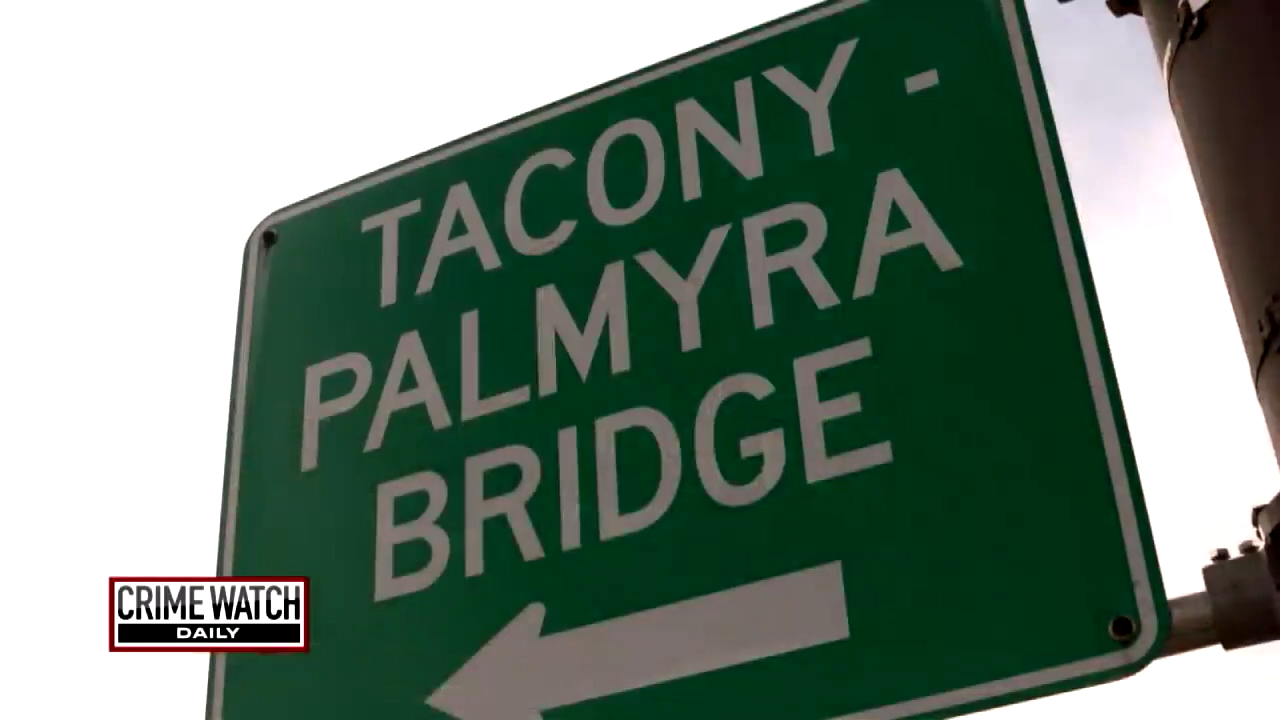 TACONY -
PALMYRA
BRIDGE
CRIME WATCH
DAILY